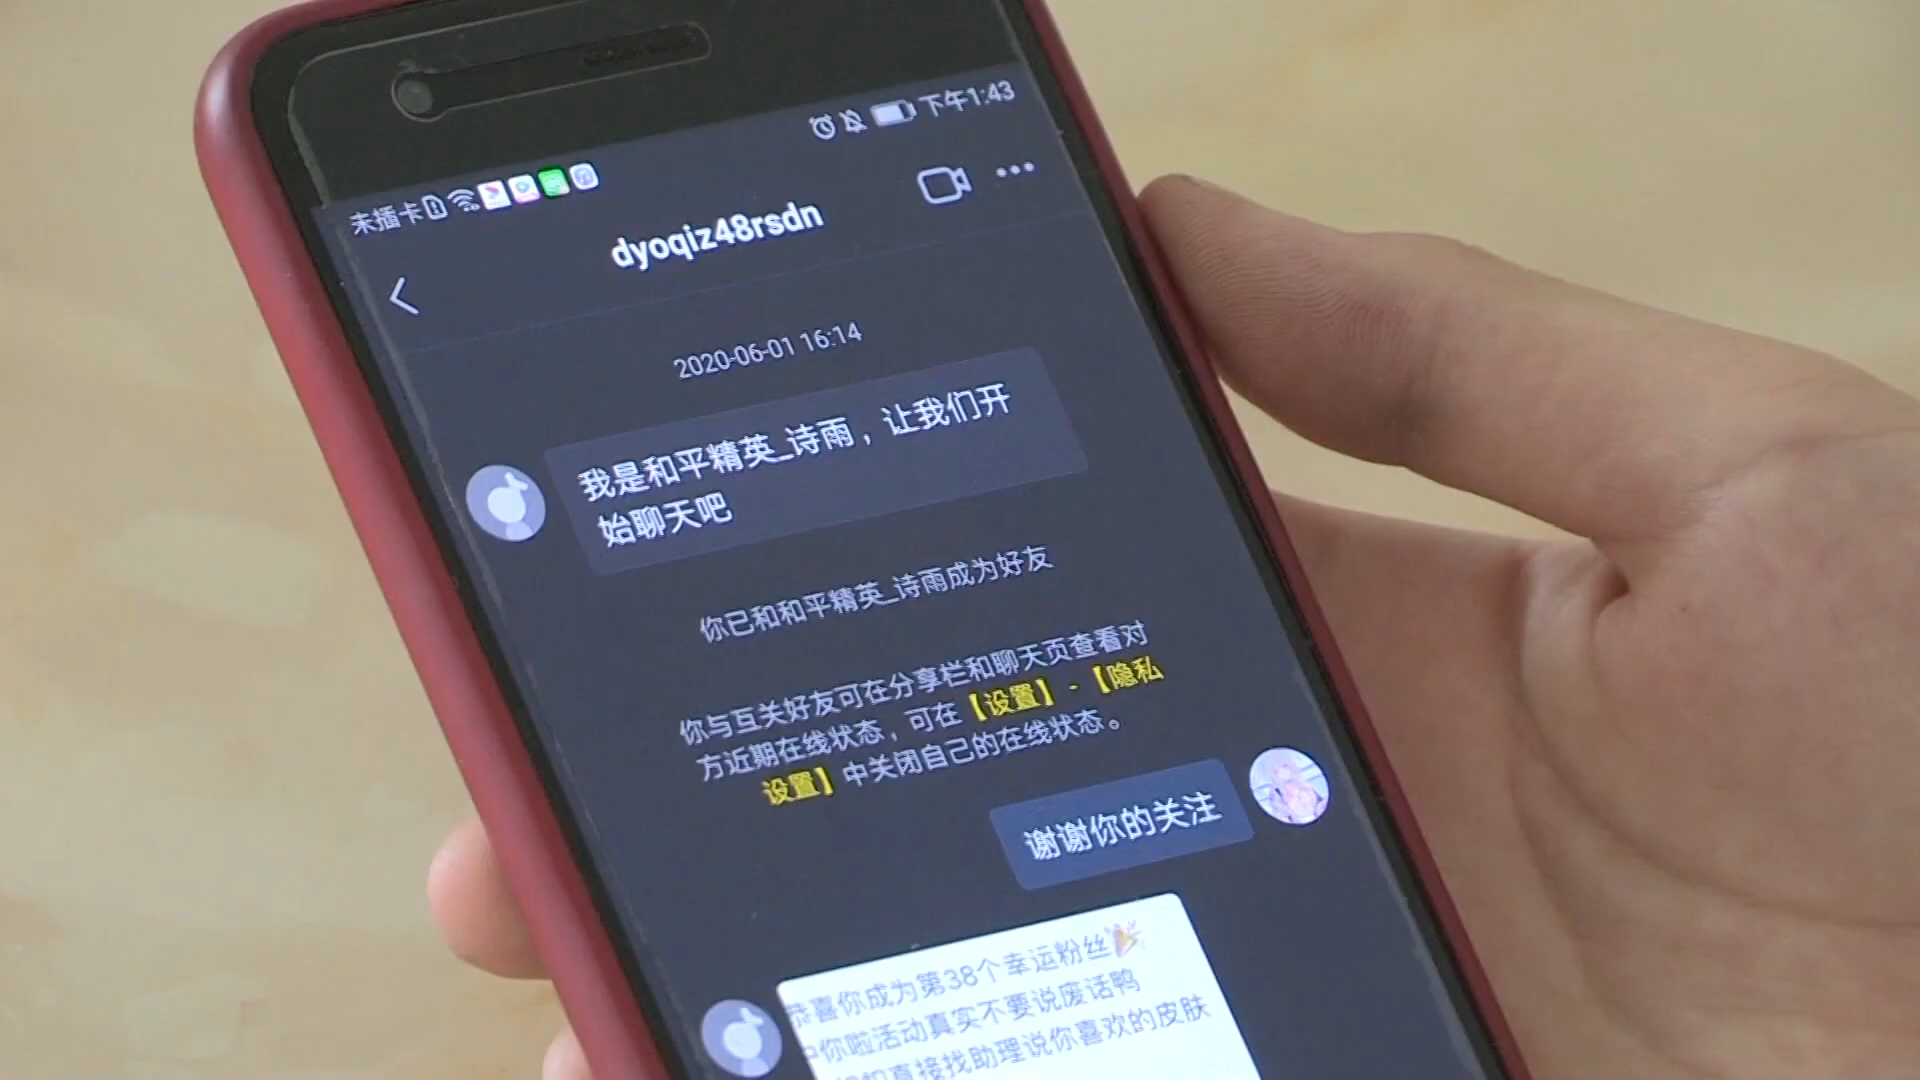 未插卡 下午1:43
dyoqiz48rsdn
2020-06-01 16:14
我是和平精英_诗雨，让我们开
始聊天吧
你已和和平精英_诗雨成为好友
你与互关好友可在分享栏和聊天页查看对
方近期在线状态，可在【设置】-【隐私
设置】中关闭自己的在线状态。
谢谢你的关注
恭喜你成为第38个幸运粉丝
你啦活动真实不要说废话鸭
直接找助理说你喜欢的皮肤